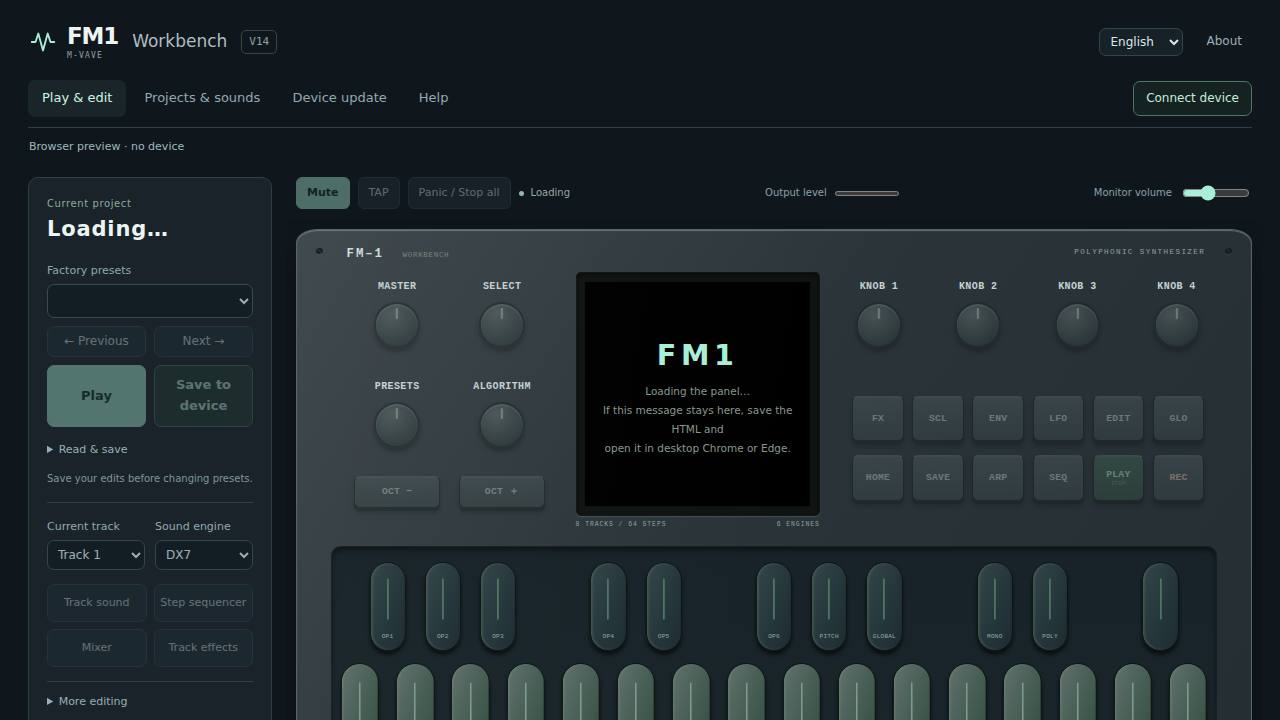 FM1
M-VAVE
Workbench
V14
English
About
Play & edit
Projects & sounds
Device update
Help
Connect device
Browser preview · no device
Current project
Loading…
Factory presets
← Previous
Next →
Play
Save to
device
▶ Read & save
Save your edits before changing presets.
Current track
Sound engine
Track 1
DX7
Track sound
Step sequencer
Mixer
Track effects
▶ More editing
Mute
TAP
Panic / Stop all
Loading
Output level
Monitor volume
FM–1
WORKBENCH
POLYPHONIC SYNTHESIZER
MASTER
SELECT
PRESETS
ALGORITHM
OCT −
OCT +
FM1
Loading the panel…
If this message stays here, save the
HTML and
open it in desktop Chrome or Edge.
8 TRACKS / 64 STEPS
6 ENGINES
KNOB 1
KNOB 2
KNOB 3
KNOB 4
FX
SCL
ENV
LFO
EDIT
GLO
HOME
SAVE
ARP
SEQ
PLAY
REC
OP1
OP2
OP3
OP4
OP5
OP6
PITCH
GLOBAL
MONO
POLY